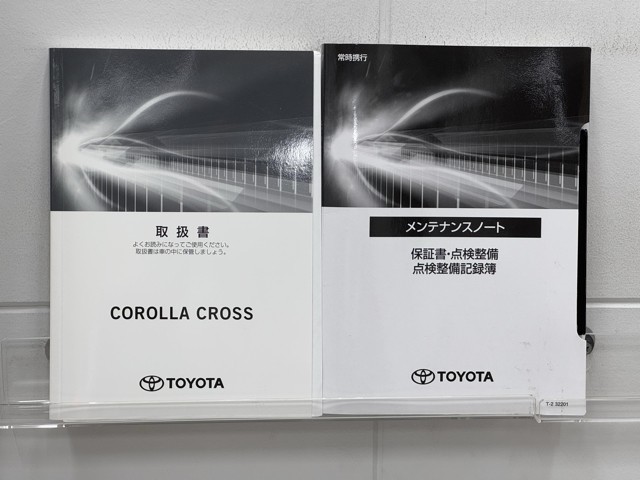 取扱書
よくお読みになってご使用ください。
取扱書は車の中に保管しましょう。
COROLLA CROSS
TOYOTA
常時携行
メンテナンスノート
保証書・点検整備
点検整備記録簿
TOYOTA
T-2 S2201